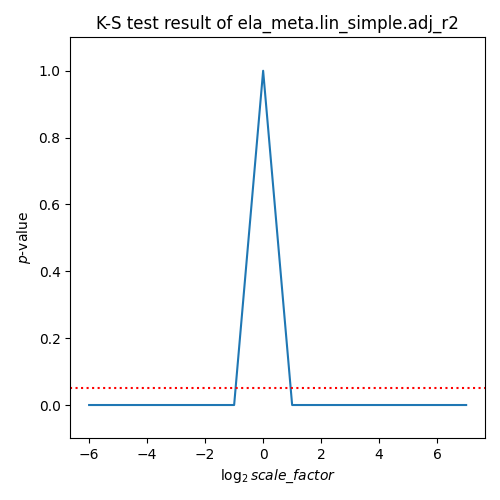 K-S test result of ela_meta.lin_simple.adj_r2
1.0
0.8
0.6
0.4
0.2
0.0
p-value
−6 −4 −2 0 2 4 6
log₂ scale_factor